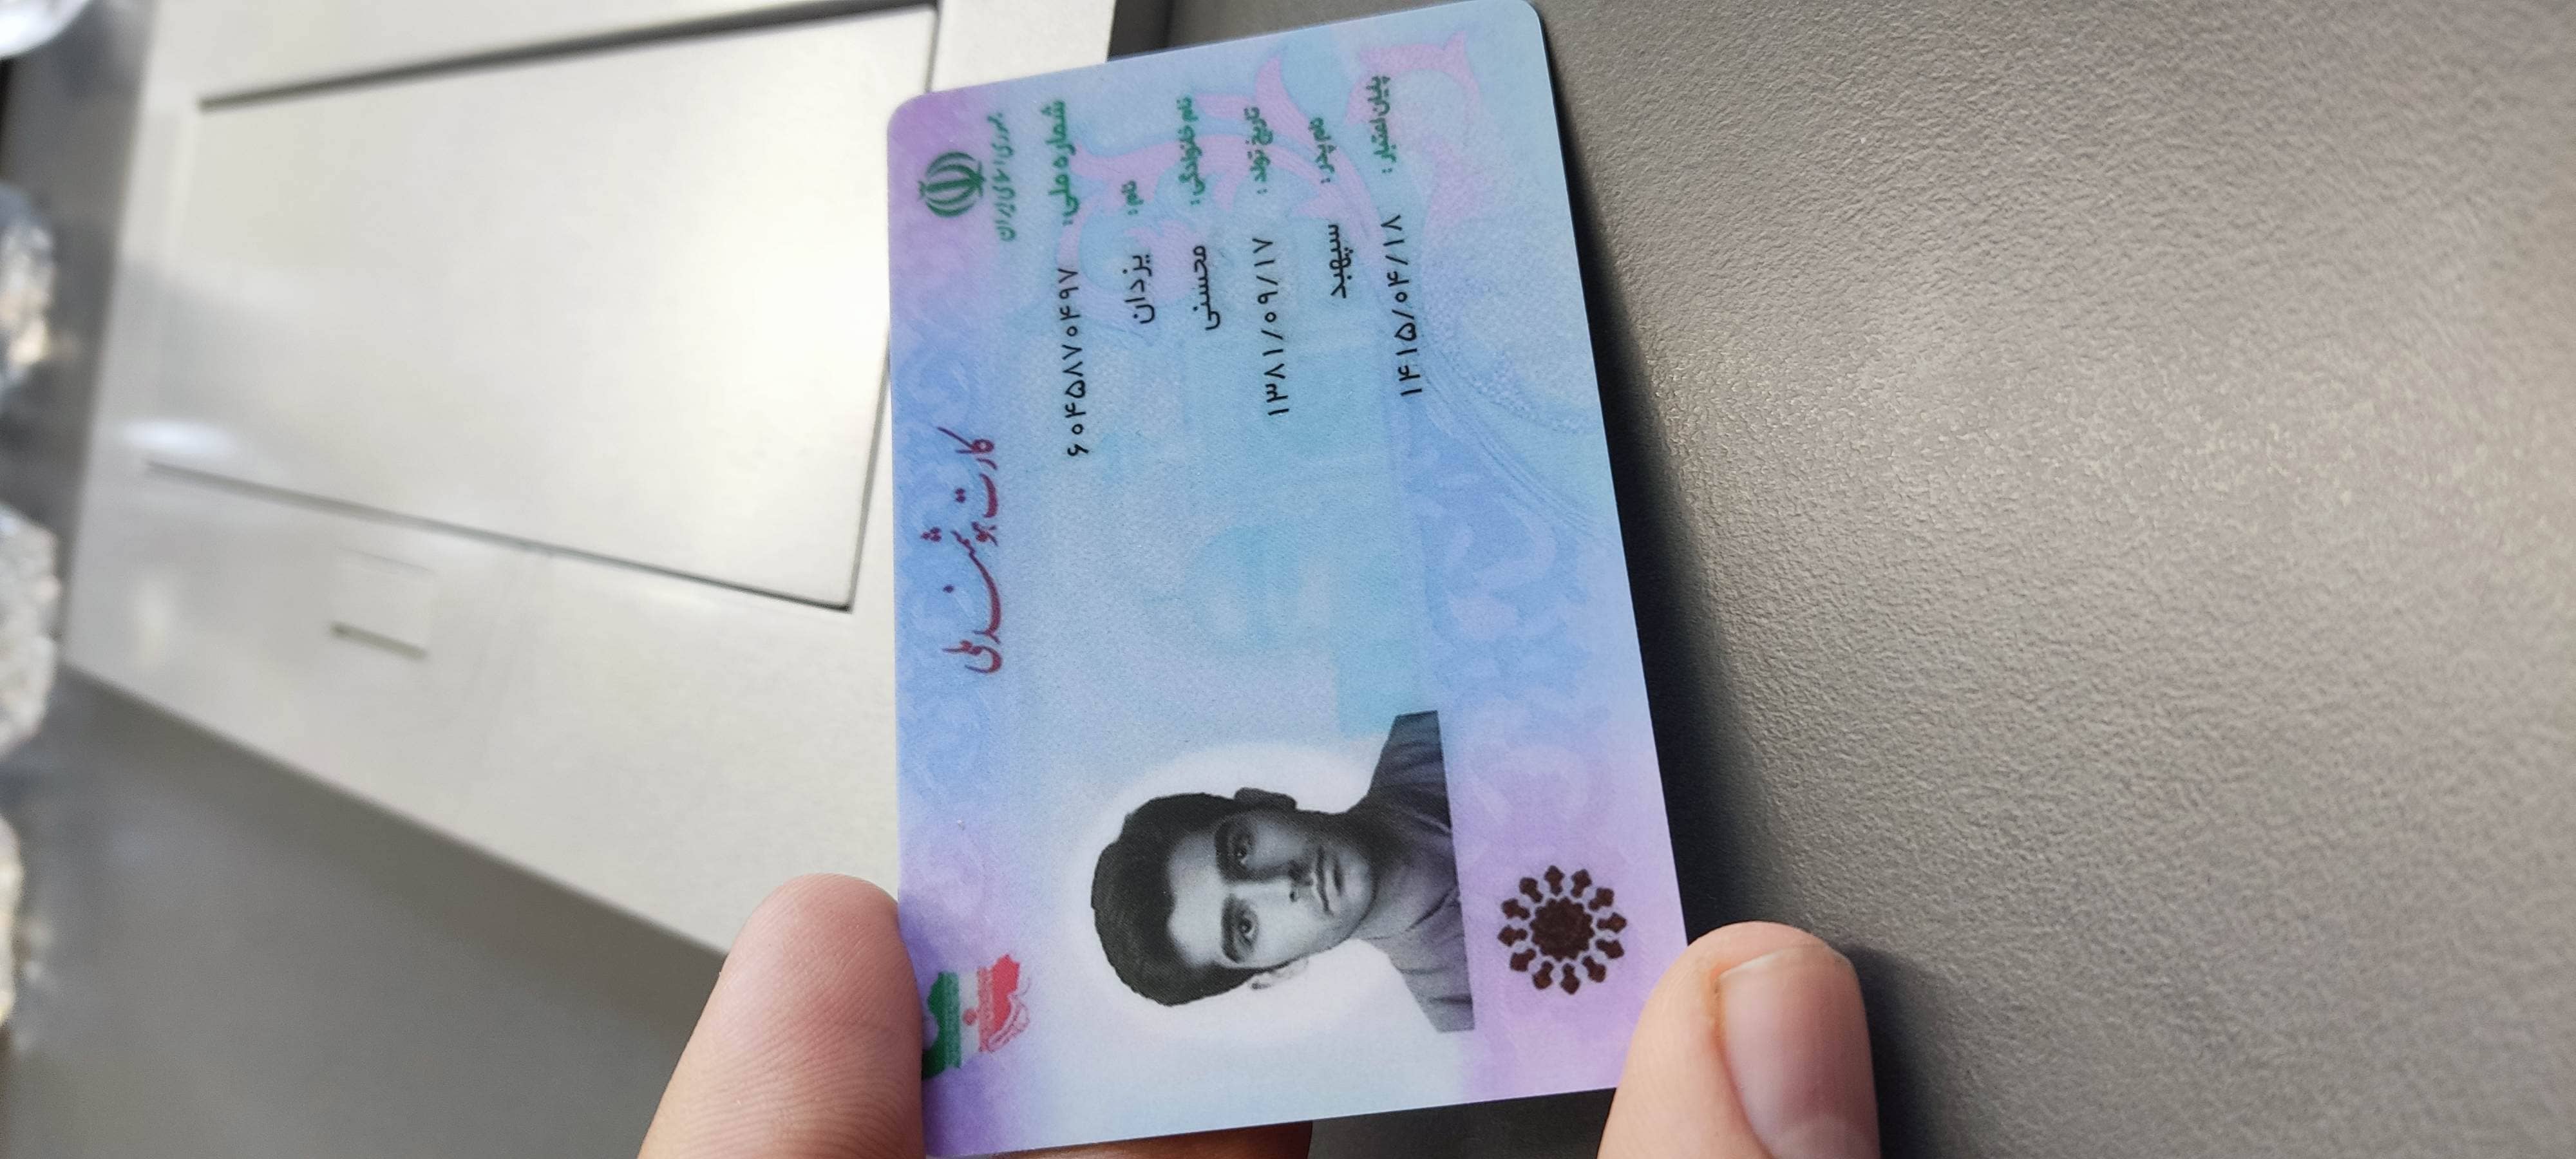 جمهوری اسلامی ایران
کارت هوشمند ملی
شماره ملی: ۶۰۴۵۸۷۰۴۹۷
نام: یزدان
نام خانوادگی: محسنی
تاریخ تولد: ۱۳۸۱/۰۹/۱۷
نام پدر: سپهبد
پایان اعتبار: ۱۴۱۵/۰۴/۱۸